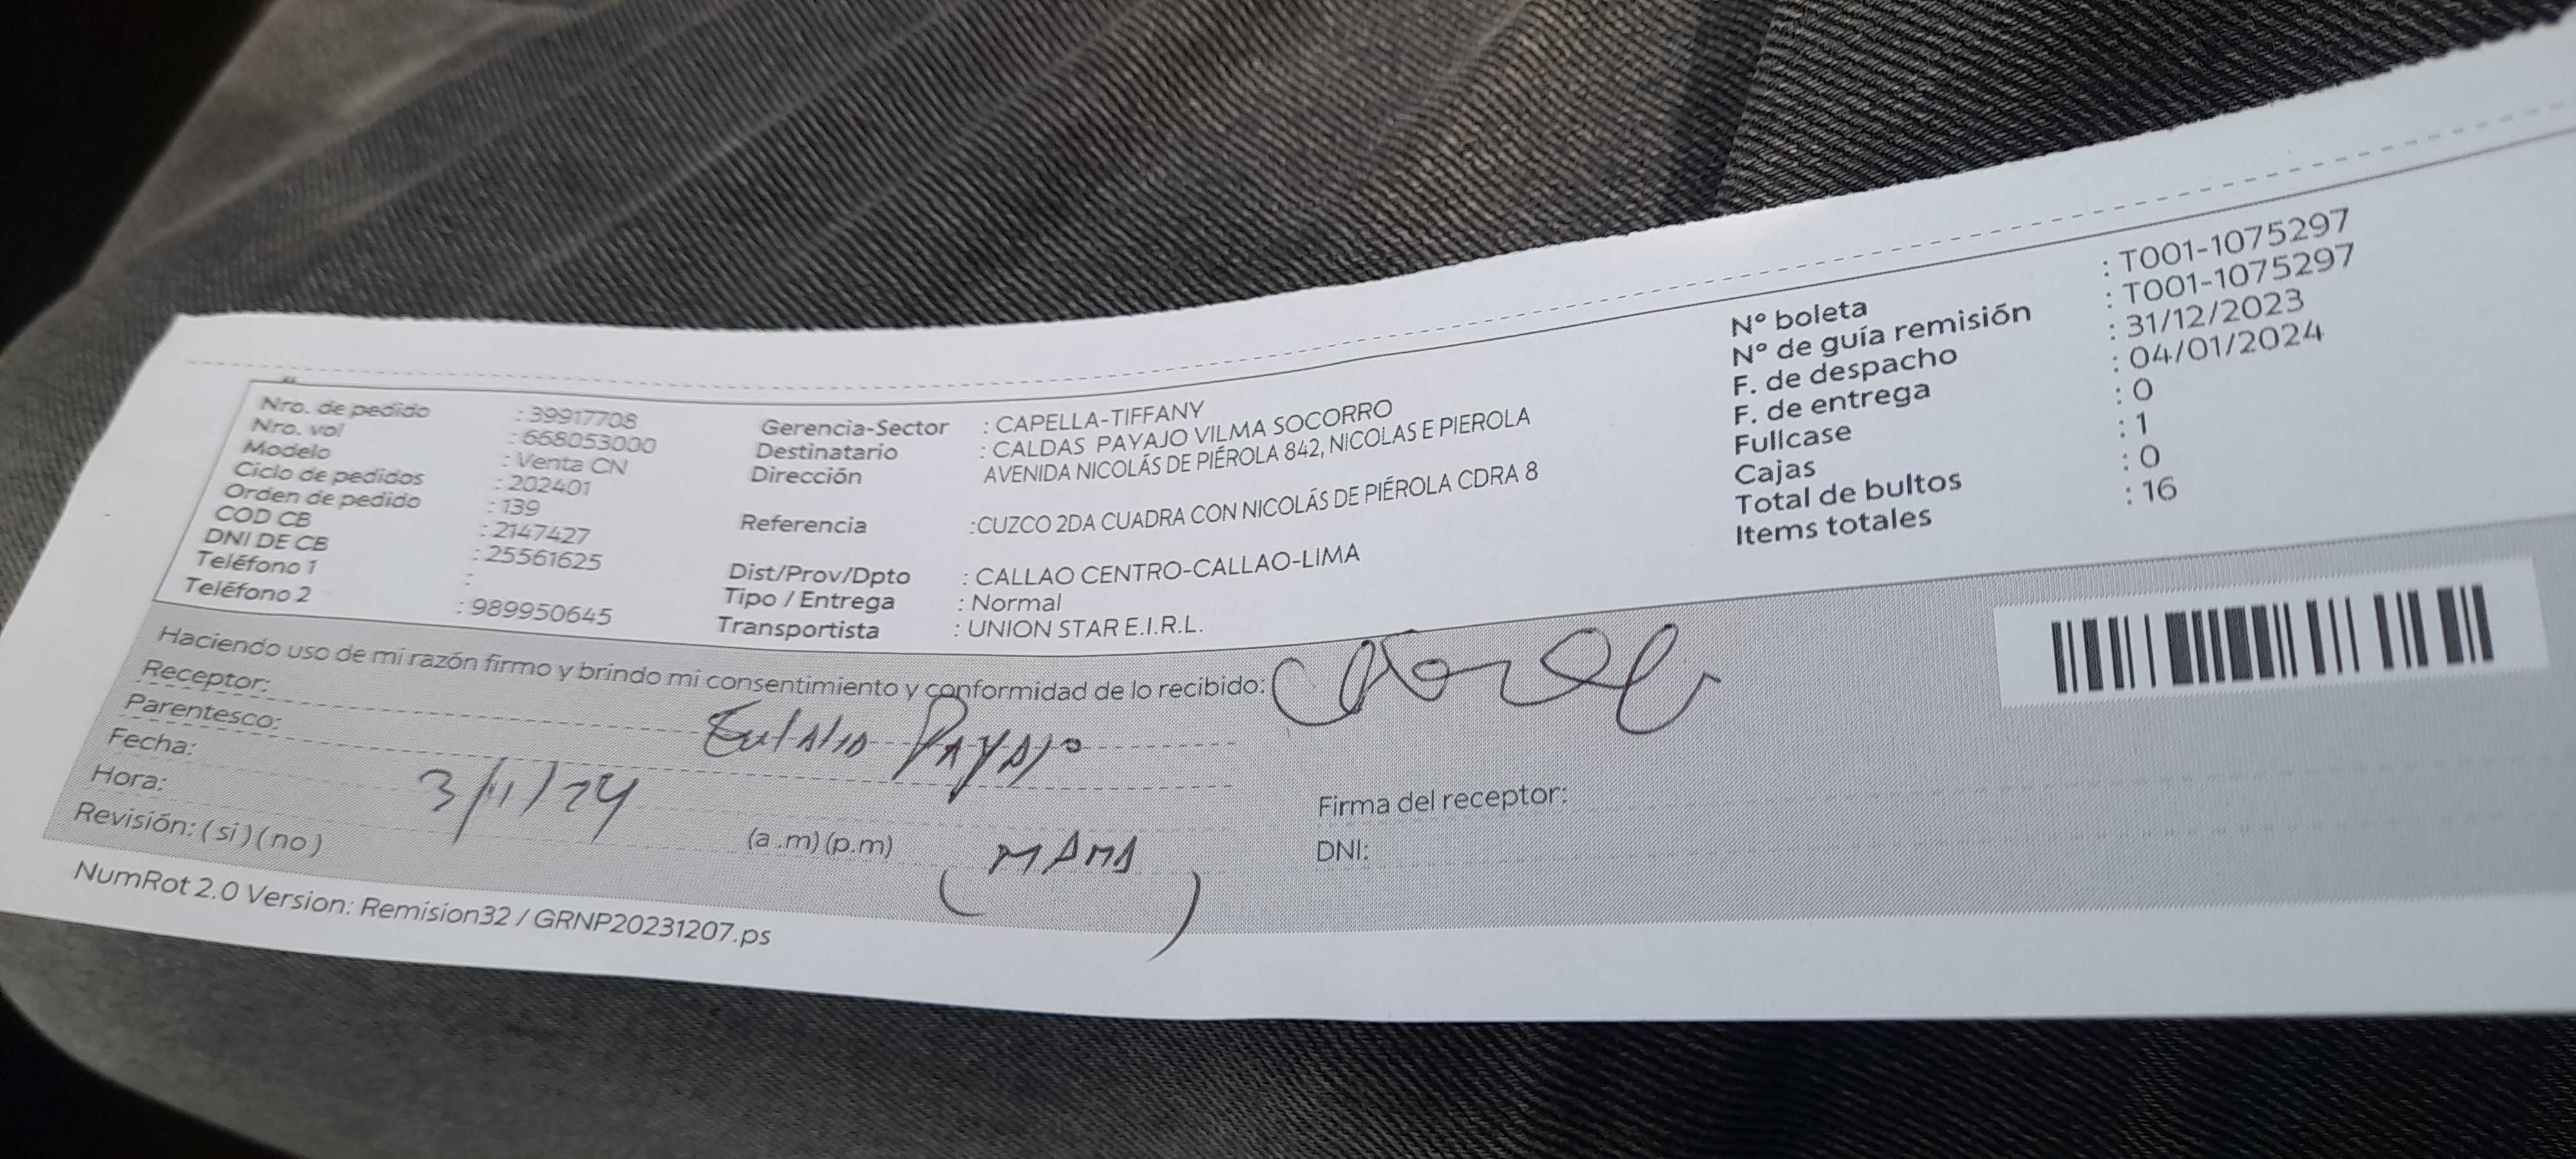 Nro. de pedido : 39917708
Nro. vol : 668053000
Modelo : Venta CN
Ciclo de pedidos : 202401
Orden de pedido : 139
COD CB : 2147427
DNI DE CB : 25561625
Teléfono 1 :
Teléfono 2 : 989950645
Gerencia-Sector : CAPELLA-TIFFANY
Destinatario : CALDAS PAYAJO VILMA SOCORRO
Dirección AVENIDA NICOLÁS DE PIÉROLA 842, NICOLAS E PIEROLA
Referencia :CUZCO 2DA CUADRA CON NICOLÁS DE PIÉROLA CDRA 8
Dist/Prov/Dpto : CALLAO CENTRO-CALLAO-LIMA
Tipo / Entrega : Normal
Transportista : UNION STAR E.I.R.L.
Nº boleta : T001-1075297
Nº de guía remisión : T001-1075297
F. de despacho : 31/12/2023
F. de entrega : 04/01/2024
Fullcase : 0
Cajas : 1
Total de bultos : 0
Items totales : 16
Haciendo uso de mi razón firmo y brindo mi consentimiento y conformidad de lo recibido:
Receptor:
Parentesco: Eulalia Payajo
Fecha:
Hora: 3/1/24 (a .m) (p.m)
(MAMA)
Revisión: ( si ) ( no )
Firma del receptor:
DNI:
NumRot 2.0 Version: Remision32 / GRNP20231207.ps